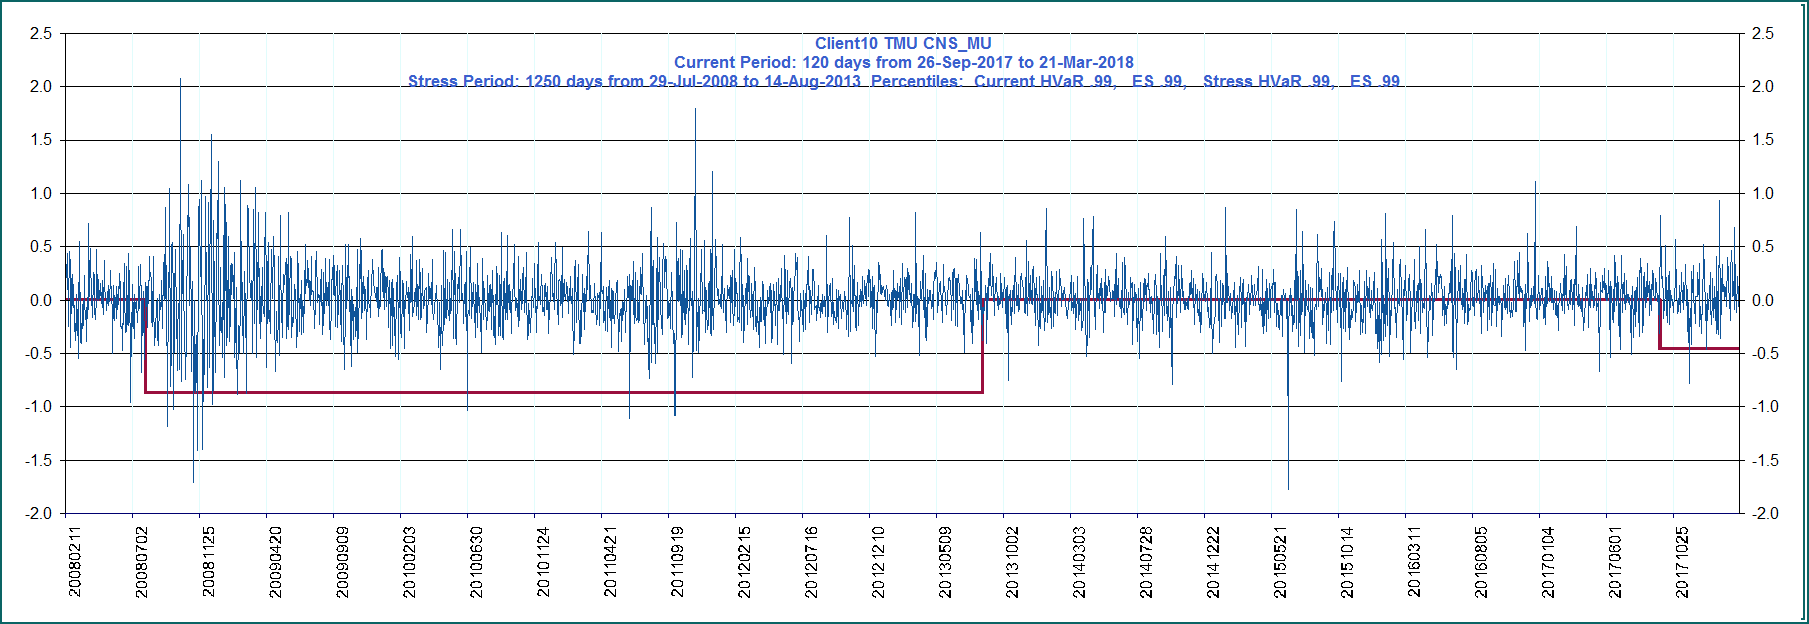 Client10 TMU CNS_MU
Current Period: 120 days from 26-Sep-2017 to 21-Mar-2018
Stress Period: 1250 days from 29-Jul-2008 to 14-Aug-2013 Percentiles: Current HVaR .99, ES .99, Stress HVaR .99, ES .99
2.5 2.5
2.0 2.0
1.5 1.5
1.0 1.0
0.5 0.5
0.0 0.0
-0.5 -0.5
-1.0 -1.0
-1.5 -1.5
-2.0 -2.0
20080211 20080702 20081125 20090420 20090909 20100203 20100630 20101124 20110421 20110919 20120215 20120716 20121210 20130509 20131002 20140303 20140728 20141222 20150521 20151014 20160311 20160805 20170104 20170601 20171025